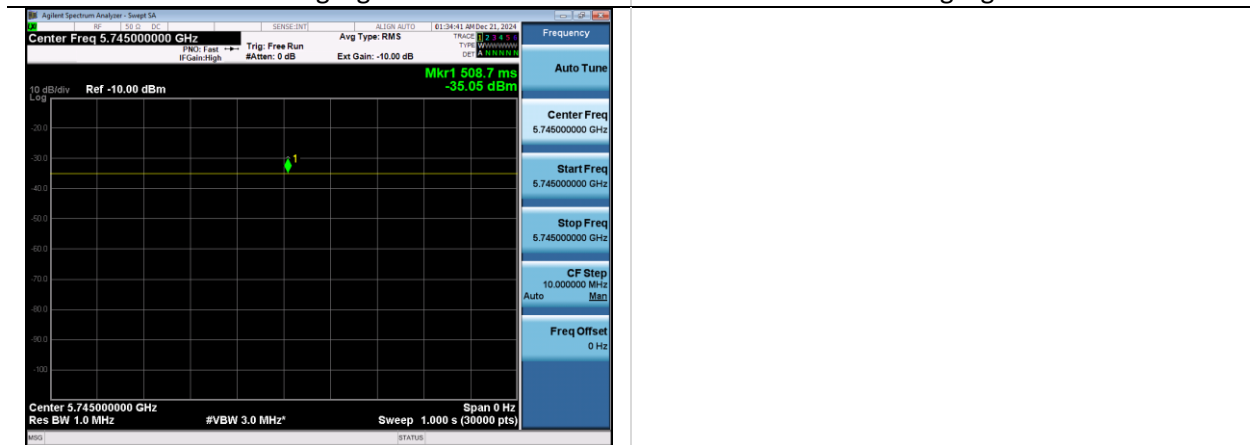 Agilent Spectrum Analyzer - Swept SA
RF 50 Ω DC SENSE:INT ALIGN AUTO 01:34:41 AM Dec 21, 2024
Center Freq 5.745000000 GHz
PNO: Fast
IFGain:High
Trig: Free Run
#Atten: 0 dB
Avg Type: RMS
Ext Gain: -10.00 dB
TRACE 1 2 3 4 5 6
TYPE WWWWWW
DET A N N N N N
Frequency
Mkr1 508.7 ms
-35.05 dBm
10 dB/div Ref -10.00 dBm
Log
-20.0
-30.0
-40.0
-50.0
-60.0
-70.0
-80.0
-90.0
-100
1
Auto Tune
Center Freq
5.745000000 GHz
Start Freq
5.745000000 GHz
Stop Freq
5.745000000 GHz
CF Step
10.000000 MHz
Auto Man
Freq Offset
0 Hz
Center 5.745000000 GHz Span 0 Hz
Res BW 1.0 MHz #VBW 3.0 MHz* Sweep 1.000 s (30000 pts)
MSG STATUS